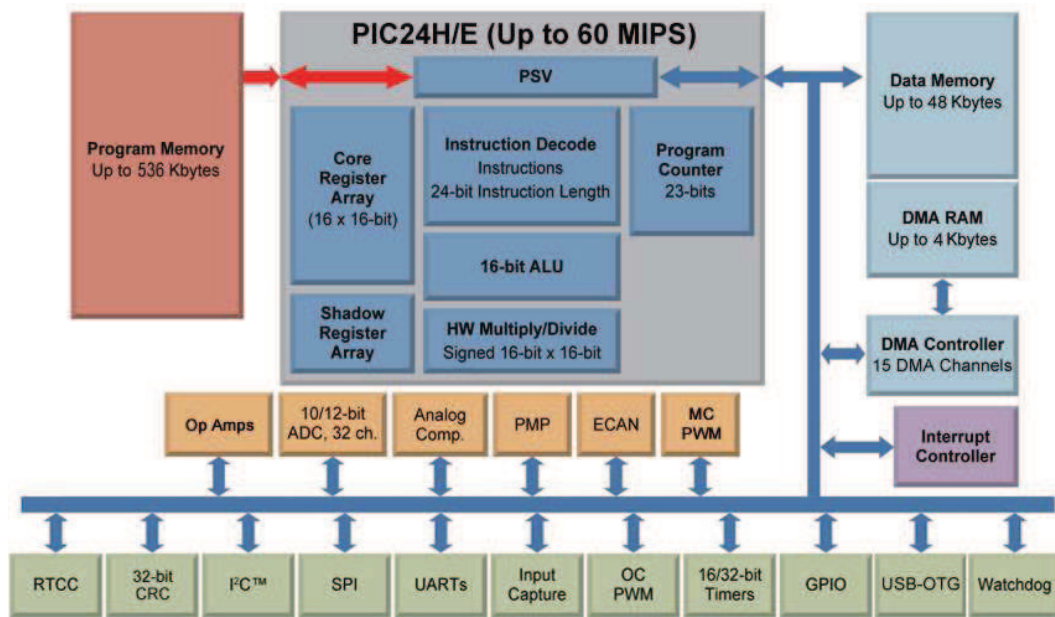 PIC24H/E (Up to 60 MIPS)
Program Memory
Up to 536 Kbytes
PSV
Core
Register
Array
(16 x 16-bit)
Instruction Decode
Instructions
24-bit Instruction Length
Program
Counter
23-bits
16-bit ALU
Shadow
Register
Array
HW Multiply/Divide
Signed 16-bit x 16-bit
Data Memory
Up to 48 Kbytes
DMA RAM
Up to 4 Kbytes
DMA Controller
15 DMA Channels
Interrupt
Controller
Op Amps
10/12-bit
ADC, 32 ch.
Analog
Comp.
PMP
ECAN
MC
PWM
RTCC
32-bit
CRC
I²C™
SPI
UARTs
Input
Capture
OC
PWM
16/32-bit
Timers
GPIO
USB-OTG
Watchdog